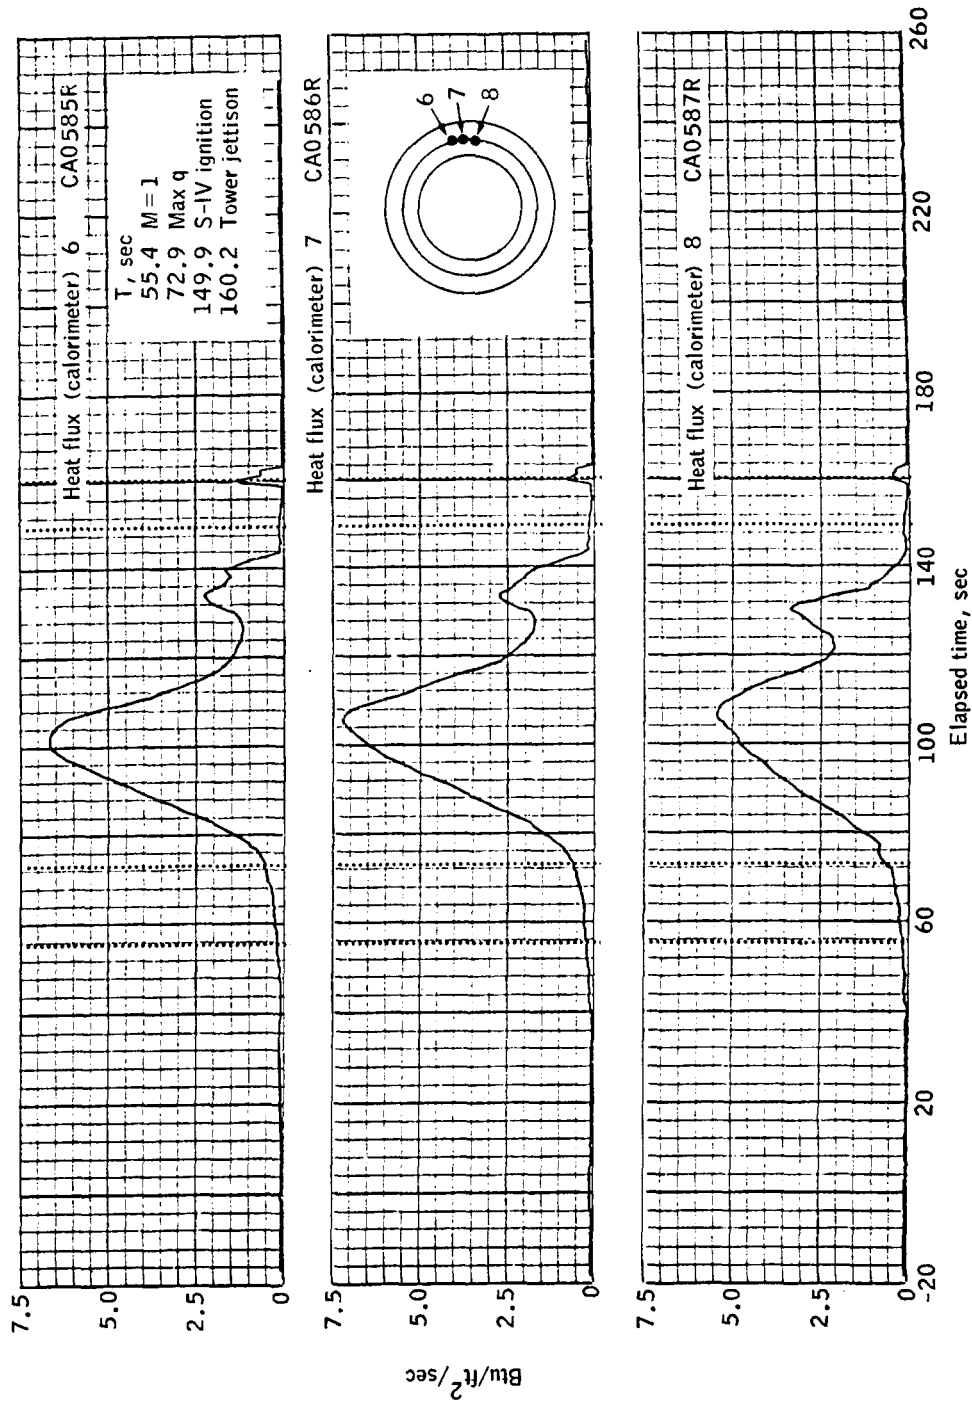 7.5
5.0
2.5
0
Heat flux (calorimeter) 6 CA0585R
T, sec
55.4 M = 1
72.9 Max q
149.9 S-IV ignition
160.2 Tower jettison
7.5
5.0
2.5
0
Heat flux (calorimeter) 7 CA0586R
6
7
8
Btu/ft²/sec
7.5
5.0
2.5
0
Heat flux (calorimeter) 8 CA0587R
-20 20 60 100 140 180 220 260
Elapsed time, sec